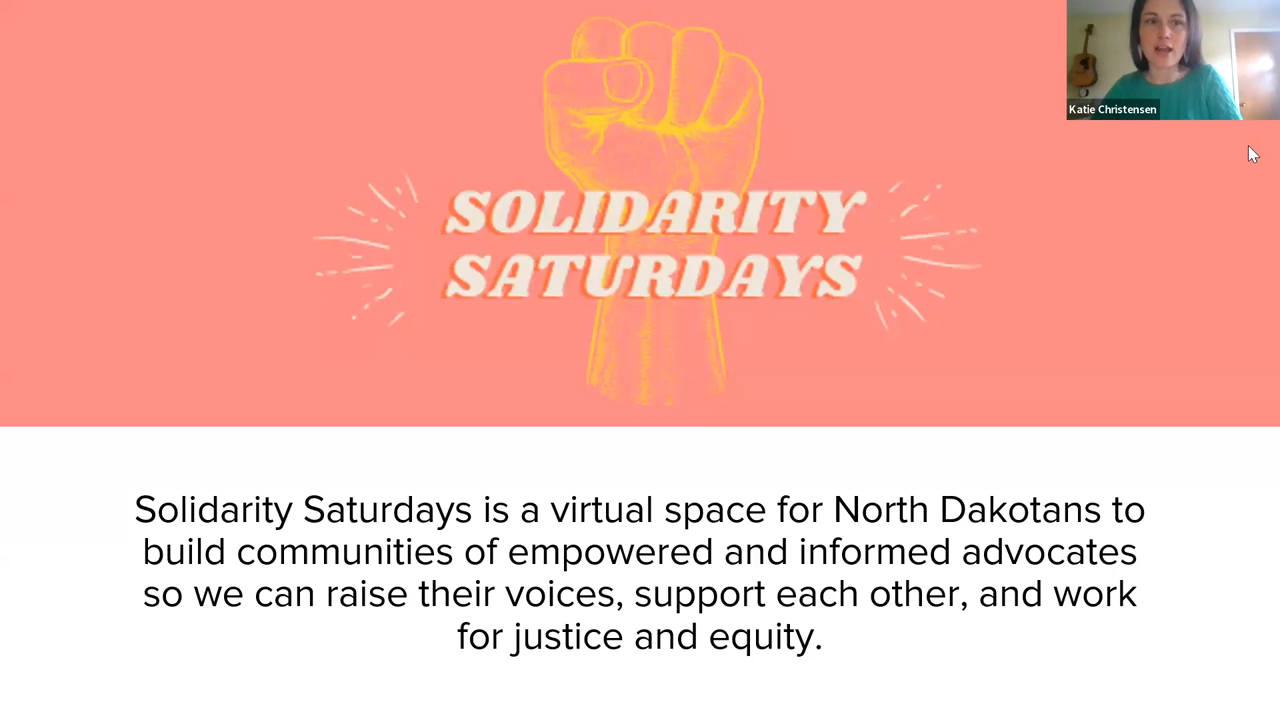 Katie Christensen
SOLIDARITY
SATURDAYS
Solidarity Saturdays is a virtual space for North Dakotans to
build communities of empowered and informed advocates
so we can raise their voices, support each other, and work
for justice and equity.